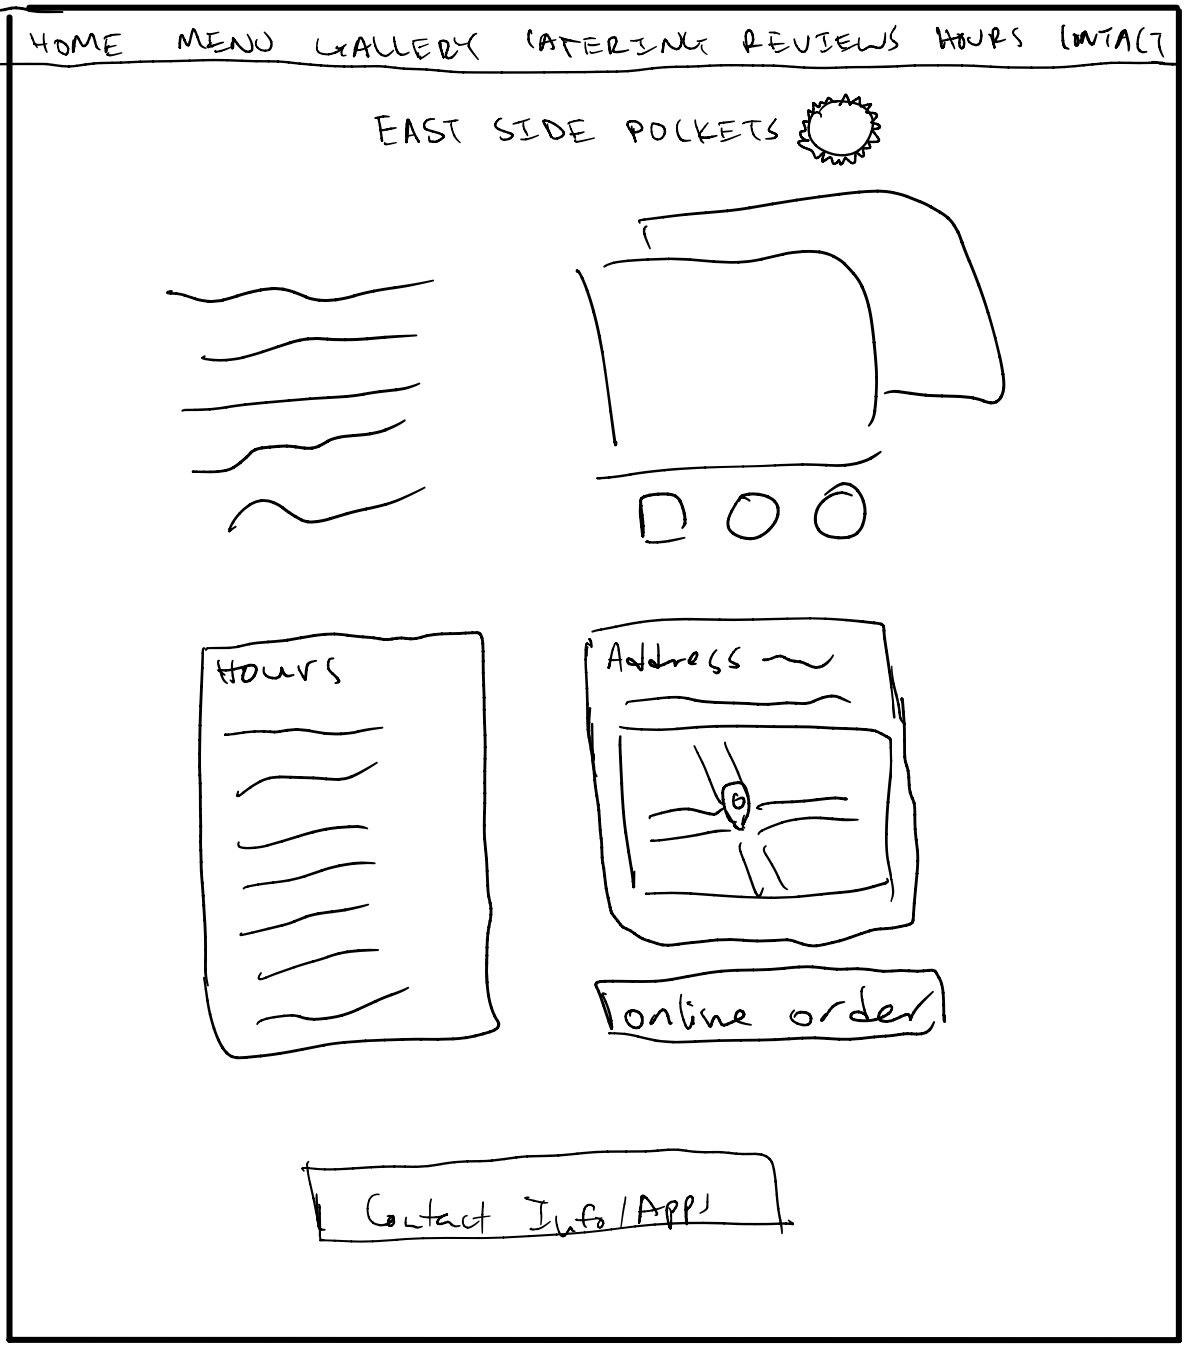 HOME MENU GALLERY CATERING REVIEWS HOURS CONTACT
EAST SIDE POCKETS
Hours
Address
online order
Contact Info/Apps